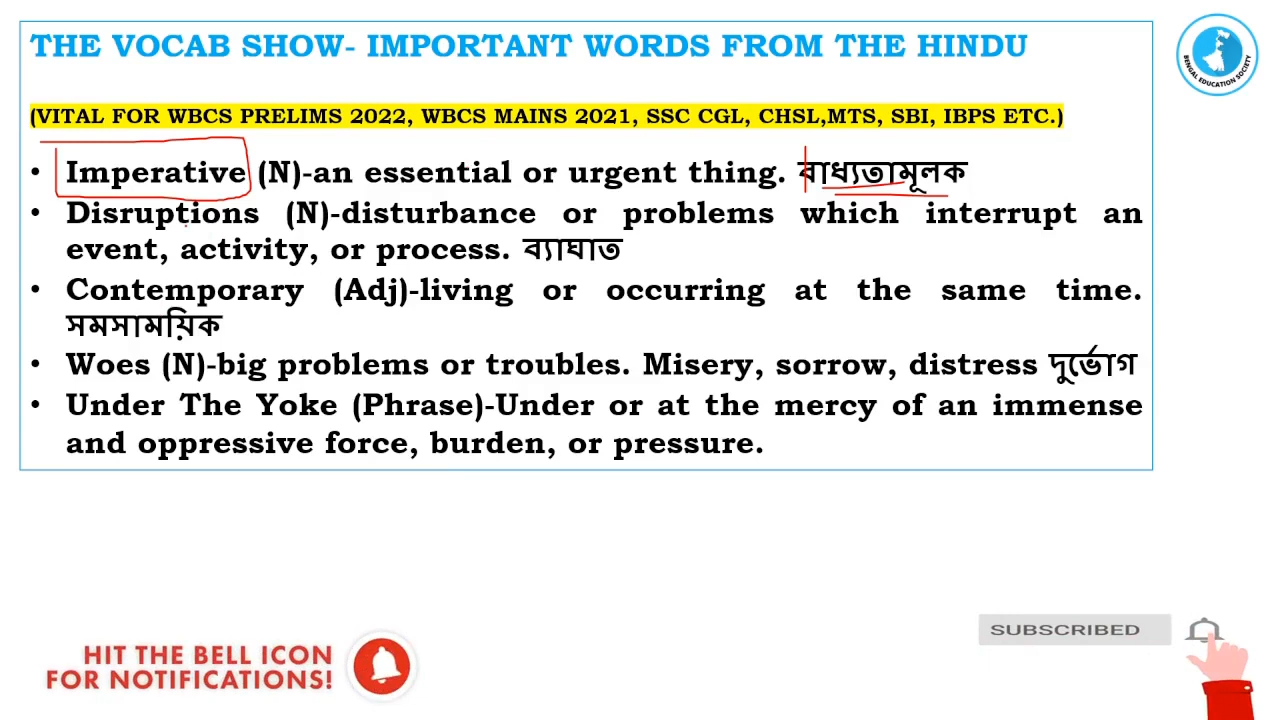 THE VOCAB SHOW- IMPORTANT WORDS FROM THE HINDU
(VITAL FOR WBCS PRELIMS 2022, WBCS MAINS 2021, SSC CGL, CHSL,MTS, SBI, IBPS ETC.)
• Imperative (N)-an essential or urgent thing. বাধ্যতামূলক
• Disruptions (N)-disturbance or problems which interrupt an
event, activity, or process. ব্যাঘাত
• Contemporary (Adj)-living or occurring at the same time.
সমসাময়িক
• Woes (N)-big problems or troubles. Misery, sorrow, distress দুর্ভোগ
• Under The Yoke (Phrase)-Under or at the mercy of an immense
and oppressive force, burden, or pressure.
BENGAL EDUCATION SOCIETY
SUBSCRIBED
HIT THE BELL ICON
FOR NOTIFICATIONS!